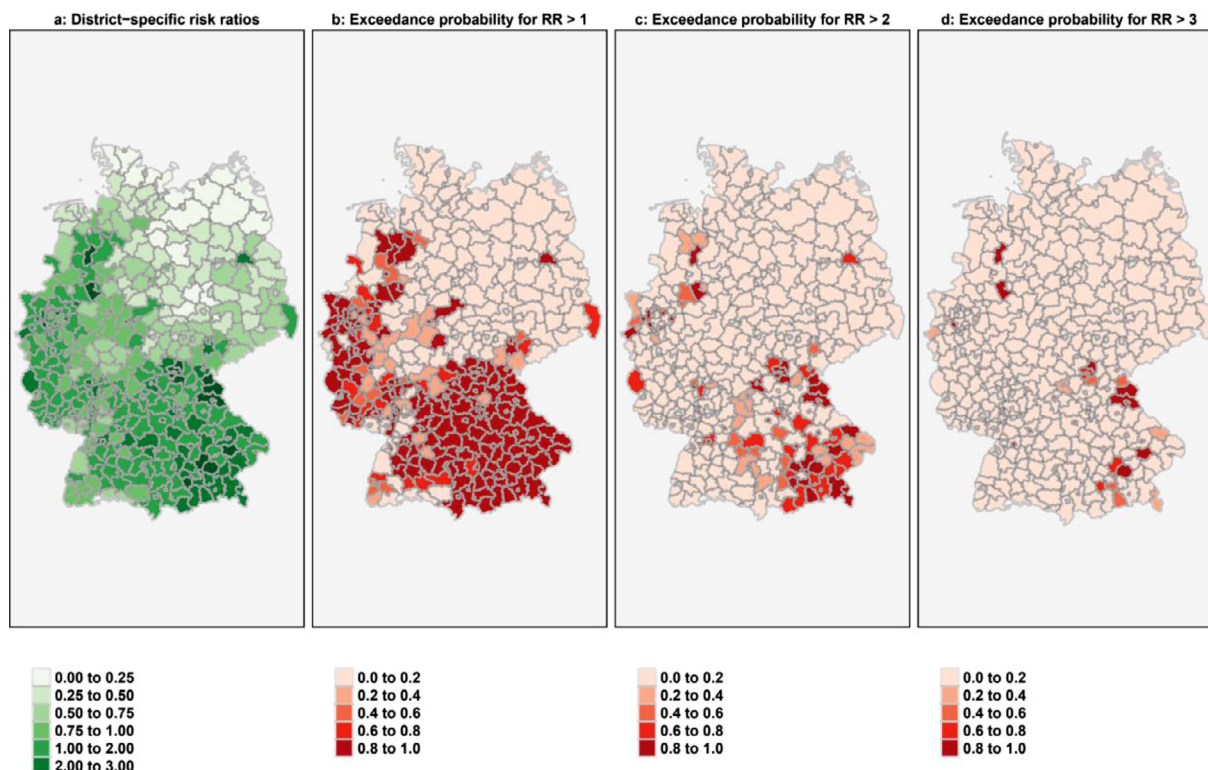 a: District−specific risk ratios
b: Exceedance probability for RR > 1
c: Exceedance probability for RR > 2
d: Exceedance probability for RR > 3
0.00 to 0.25
0.25 to 0.50
0.50 to 0.75
0.75 to 1.00
1.00 to 2.00
2.00 to 3.00
0.0 to 0.2
0.2 to 0.4
0.4 to 0.6
0.6 to 0.8
0.8 to 1.0
0.0 to 0.2
0.2 to 0.4
0.4 to 0.6
0.6 to 0.8
0.8 to 1.0
0.0 to 0.2
0.2 to 0.4
0.4 to 0.6
0.6 to 0.8
0.8 to 1.0